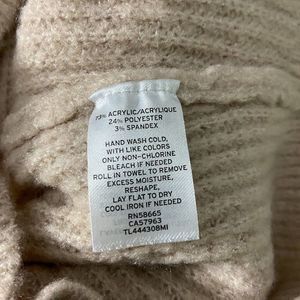 73% ACRYLIC/ACRYLIQUE
24% POLYESTER
3% SPANDEX
HAND WASH COLD,
WITH LIKE COLORS
ONLY NON-CHLORINE
BLEACH IF NEEDED
ROLL IN TOWEL TO REMOVE
EXCESS MOISTURE,
RESHAPE,
LAY FLAT TO DRY
COOL IRON IF NEEDED
RN58665
CA57963
TL444308MI